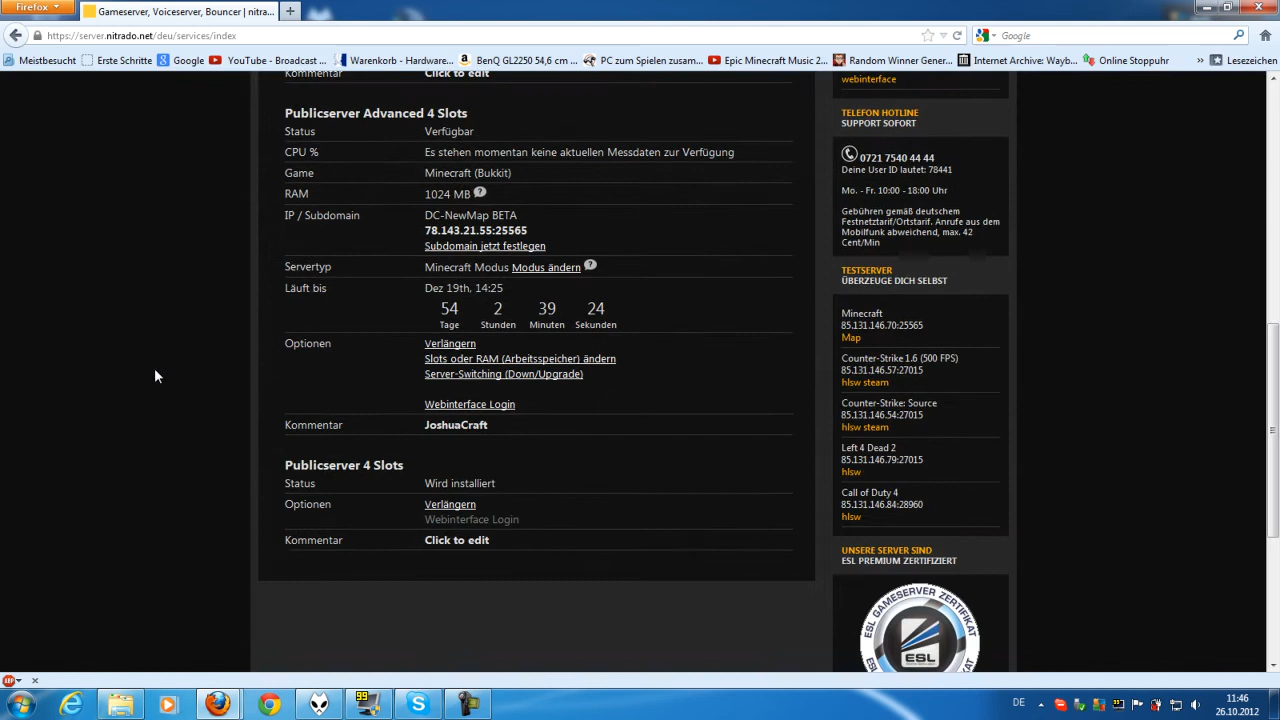 Firefox
Gameserver, Voiceserver, Bouncer | nitra...
https://server.nitrado.net/deu/services/index
Google
Meistbesucht
Erste Schritte
Google
YouTube - Broadcast ...
Warenkorb - Hardware...
BenQ GL2250 54,6 cm ...
PC zum Spielen zusam...
Epic Minecraft Music 2...
Random Winner Gener...
Internet Archive: Wayb...
Online Stoppuhr
»
Lesezeichen
Kommentar Click to edit
Publicserver Advanced 4 Slots
Status Verfügbar
CPU % Es stehen momentan keine aktuellen Messdaten zur Verfügung
Game Minecraft (Bukkit)
RAM 1024 MB
IP / Subdomain DC-NewMap BETA
78.143.21.55:25565
Subdomain jetzt festlegen
Servertyp Minecraft Modus Modus ändern
Läuft bis Dez 19th, 14:25
54 2 39 24
Tage Stunden Minuten Sekunden
Optionen Verlängern
Slots oder RAM (Arbeitsspeicher) ändern
Server-Switching (Down/Upgrade)
Webinterface Login
Kommentar JoshuaCraft
Publicserver 4 Slots
Status Wird installiert
Optionen Verlängern
Webinterface Login
Kommentar Click to edit
webinterface
TELEFON HOTLINE
SUPPORT SOFORT
0721 7540 44 44
Deine User ID lautet: 78441
Mo. - Fr. 10:00 - 18:00 Uhr
Gebühren gemäß deutschem
Festnetztarif/Ortstarif. Anrufe aus dem
Mobilfunk abweichend, max. 42
Cent/Min
TESTSERVER
ÜBERZEUGE DICH SELBST
Minecraft
85.131.146.70:25565
Map
Counter-Strike 1.6 (500 FPS)
85.131.146.57:27015
hlsw steam
Counter-Strike: Source
85.131.146.54:27015
hlsw steam
Left 4 Dead 2
85.131.146.79:27015
hlsw
Call of Duty 4
85.131.146.84:28960
hlsw
UNSERE SERVER SIND
ESL PREMIUM ZERTIFIZIERT
ESL GAMESERVER ZERTIFIKAT
ESL
99
DE
11:46
26.10.2012